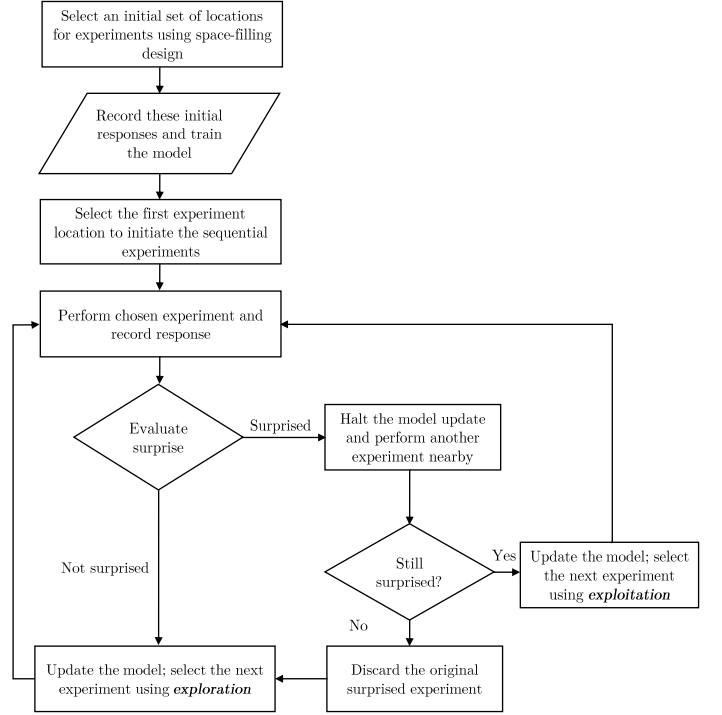 Select an initial set of locations
for experiments using space-filling
design
Record these initial
responses and train
the model
Select the first experiment
location to initiate the sequential
experiments
Perform chosen experiment and
record response
Evaluate
surprise
Surprised
Halt the model update
and perform another
experiment nearby
Not surprised
Still
surprised?
Yes
Update the model; select
the next experiment
using exploitation
No
Update the model; select the next
experiment using exploration
Discard the original
surprised experiment